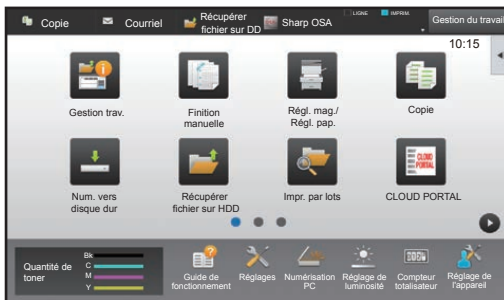 Copie
Courriel
Récupérer
fichier sur DD
Sharp OSA
LIGNE
IMPRIM.
Gestion du travail
10:15
Gestion trav.
Finition
manuelle
Régl. mag./
Régl. pap.
Copie
CLOUD
PORTAL
Num. vers
disque dur
Récupérer
fichier sur HDD
Impr. par lots
CLOUD PORTAL
Quantité de
toner
Bk
C
M
Y
Guide de
fonctionnement
Réglages
Numérisation
PC
Réglage de
luminosité
Compteur
totalisateur
Réglage de
l'appareil